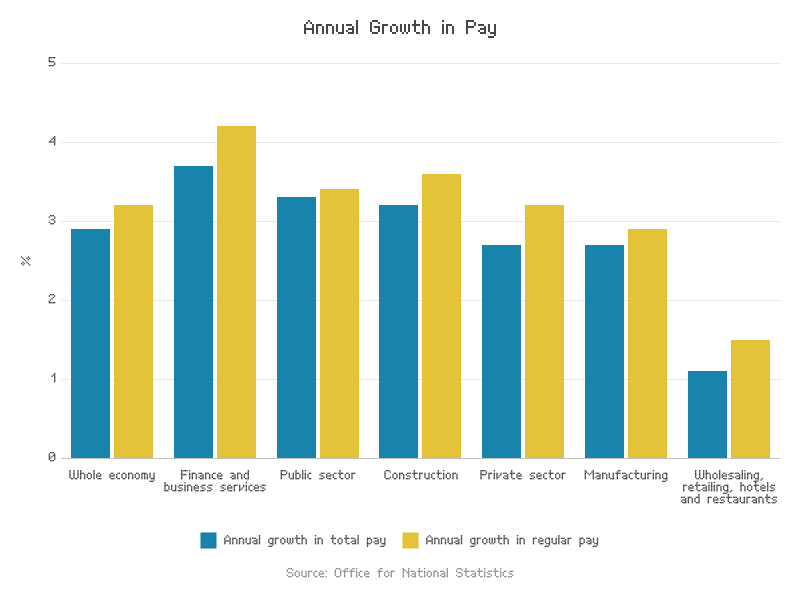 Annual Growth in Pay
5
4
3
2
1
0
%
Whole economy
Finance and
business services
Public sector
Construction
Private sector
Manufacturing
Wholesaling,
retailing, hotels
and restaurants
Annual growth in total pay
Annual growth in regular pay
Source: Office for National Statistics